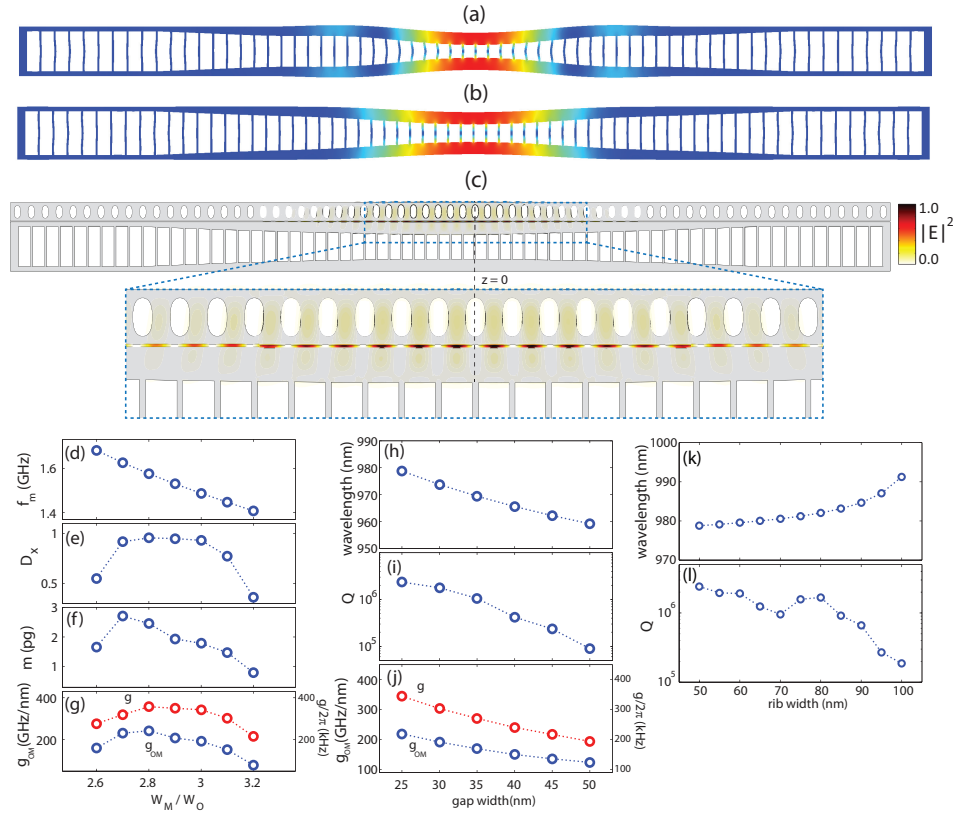 (a)
(b)
(c)
1.0
|E|²
0.0
z=0
(d)
f_m (GHz)
1.6
1.4
(e)
D_x
1
0.5
(f)
m (pg)
3
2
1
(g)
g
g_OM
g_OM (GHz/nm)
400
200
400
200
2.6 2.8 3 3.2
W_M / W_O
(h)
wavelength (nm)
990
980
970
960
950
(i)
Q
10⁶
10⁵
(j)
g
g_OM
g_OM (GHz/nm)
400
300
200
100
g/2π (kHz)
400
300
200
100
25 30 35 40 45 50
gap width(nm)
(k)
wavelength (nm)
1000
990
980
970
(l)
Q
10⁶
10⁵
50 60 70 80 90 100
rib width (nm)